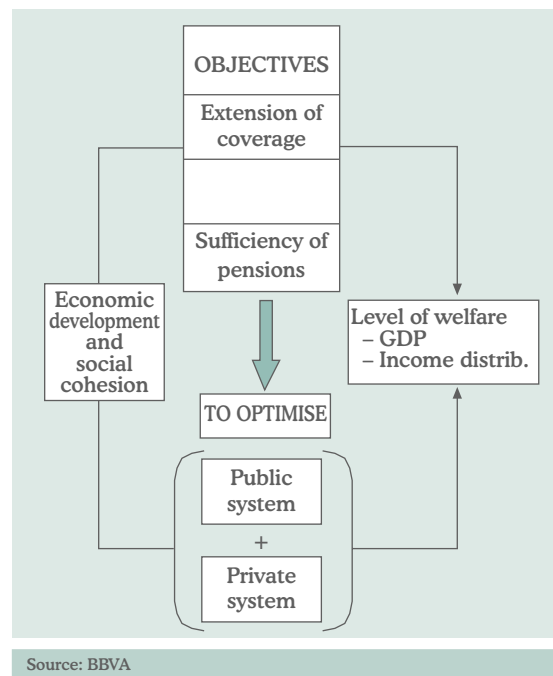 OBJECTIVES
Extension of
coverage
Sufficiency of
pensions
Economic
development
and
social
cohesion
Level of welfare
– GDP
– Income distrib.
TO OPTIMISE
Public
system
+
Private
system
Source: BBVA